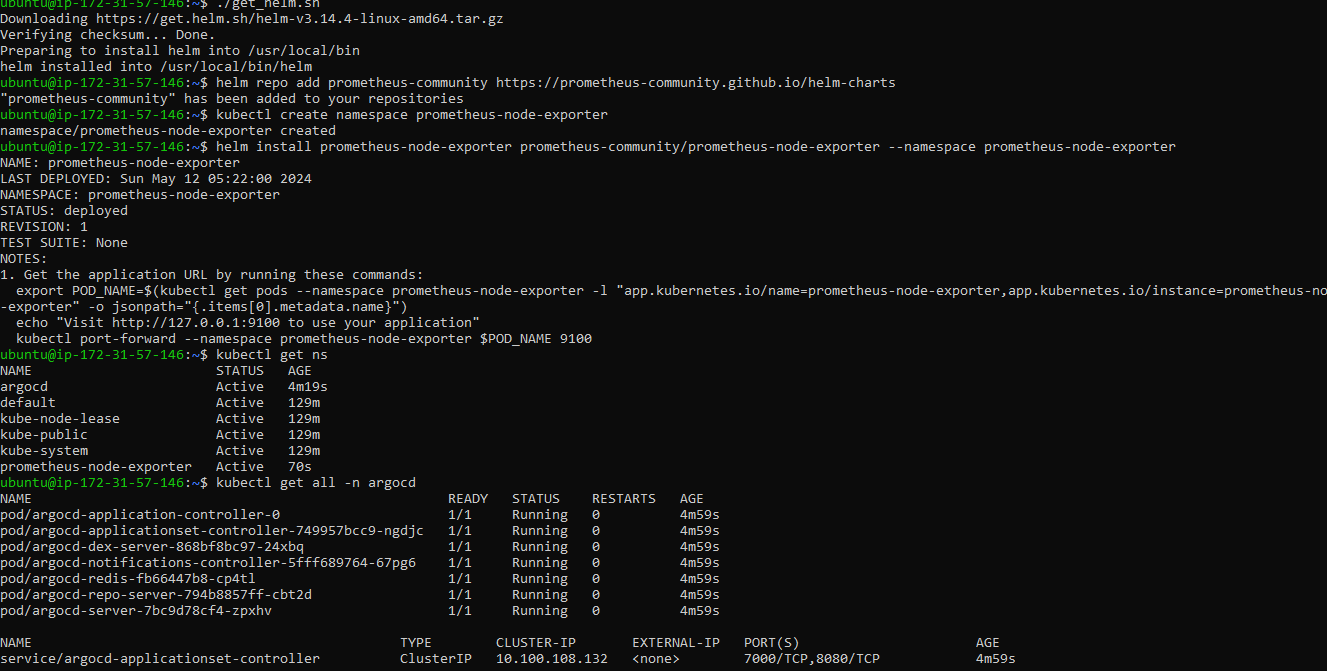 ubuntu@ip-172-31-57-146:~$ ./get_helm.sh
Downloading https://get.helm.sh/helm-v3.14.4-linux-amd64.tar.gz
Verifying checksum... Done.
Preparing to install helm into /usr/local/bin
helm installed into /usr/local/bin/helm
ubuntu@ip-172-31-57-146:~$ helm repo add prometheus-community https://prometheus-community.github.io/helm-charts
"prometheus-community" has been added to your repositories
ubuntu@ip-172-31-57-146:~$ kubectl create namespace prometheus-node-exporter
namespace/prometheus-node-exporter created
ubuntu@ip-172-31-57-146:~$ helm install prometheus-node-exporter prometheus-community/prometheus-node-exporter --namespace prometheus-node-exporter
NAME: prometheus-node-exporter
LAST DEPLOYED: Sun May 12 05:22:00 2024
NAMESPACE: prometheus-node-exporter
STATUS: deployed
REVISION: 1
TEST SUITE: None
NOTES:
1. Get the application URL by running these commands:
  export POD_NAME=$(kubectl get pods --namespace prometheus-node-exporter -l "app.kubernetes.io/name=prometheus-node-exporter,app.kubernetes.io/instance=prometheus-no
-exporter" -o jsonpath="{.items[0].metadata.name}")
  echo "Visit http://127.0.0.1:9100 to use your application"
  kubectl port-forward --namespace prometheus-node-exporter $POD_NAME 9100
ubuntu@ip-172-31-57-146:~$ kubectl get ns
NAME                       STATUS   AGE
argocd                     Active   4m19s
default                    Active   129m
kube-node-lease            Active   129m
kube-public                Active   129m
kube-system                Active   129m
prometheus-node-exporter   Active   70s
ubuntu@ip-172-31-57-146:~$ kubectl get all -n argocd
NAME                                                    READY   STATUS    RESTARTS   AGE
pod/argocd-application-controller-0                     1/1     Running   0          4m59s
pod/argocd-applicationset-controller-749957bcc9-ngdjc   1/1     Running   0          4m59s
pod/argocd-dex-server-868bf8bc97-24xbq                  1/1     Running   0          4m59s
pod/argocd-notifications-controller-5fff689764-67pg6    1/1     Running   0          4m59s
pod/argocd-redis-fb66447b8-cp4tl                        1/1     Running   0          4m59s
pod/argocd-repo-server-794b8857ff-cbt2d                 1/1     Running   0          4m59s
pod/argocd-server-7bc9d78cf4-zpxhv                      1/1     Running   0          4m59s
NAME                                              TYPE        CLUSTER-IP       EXTERNAL-IP   PORT(S)                      AGE
service/argocd-applicationset-controller          ClusterIP   10.100.108.132   <none>        7000/TCP,8080/TCP            4m59s